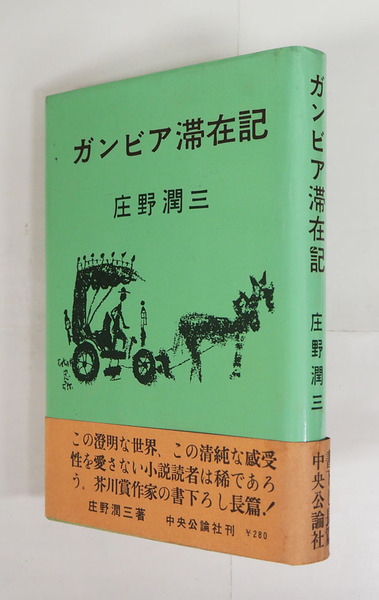 ガンビア滞在記
庄野潤三
この澄明な世界、この清純な感受
性を愛さない小説読者は稀であろ
う。芥川賞作家の書下ろし長篇!
庄野潤三著 中央公論社刊 ¥280
ガンビア滞在記
庄野潤三
中央公論社